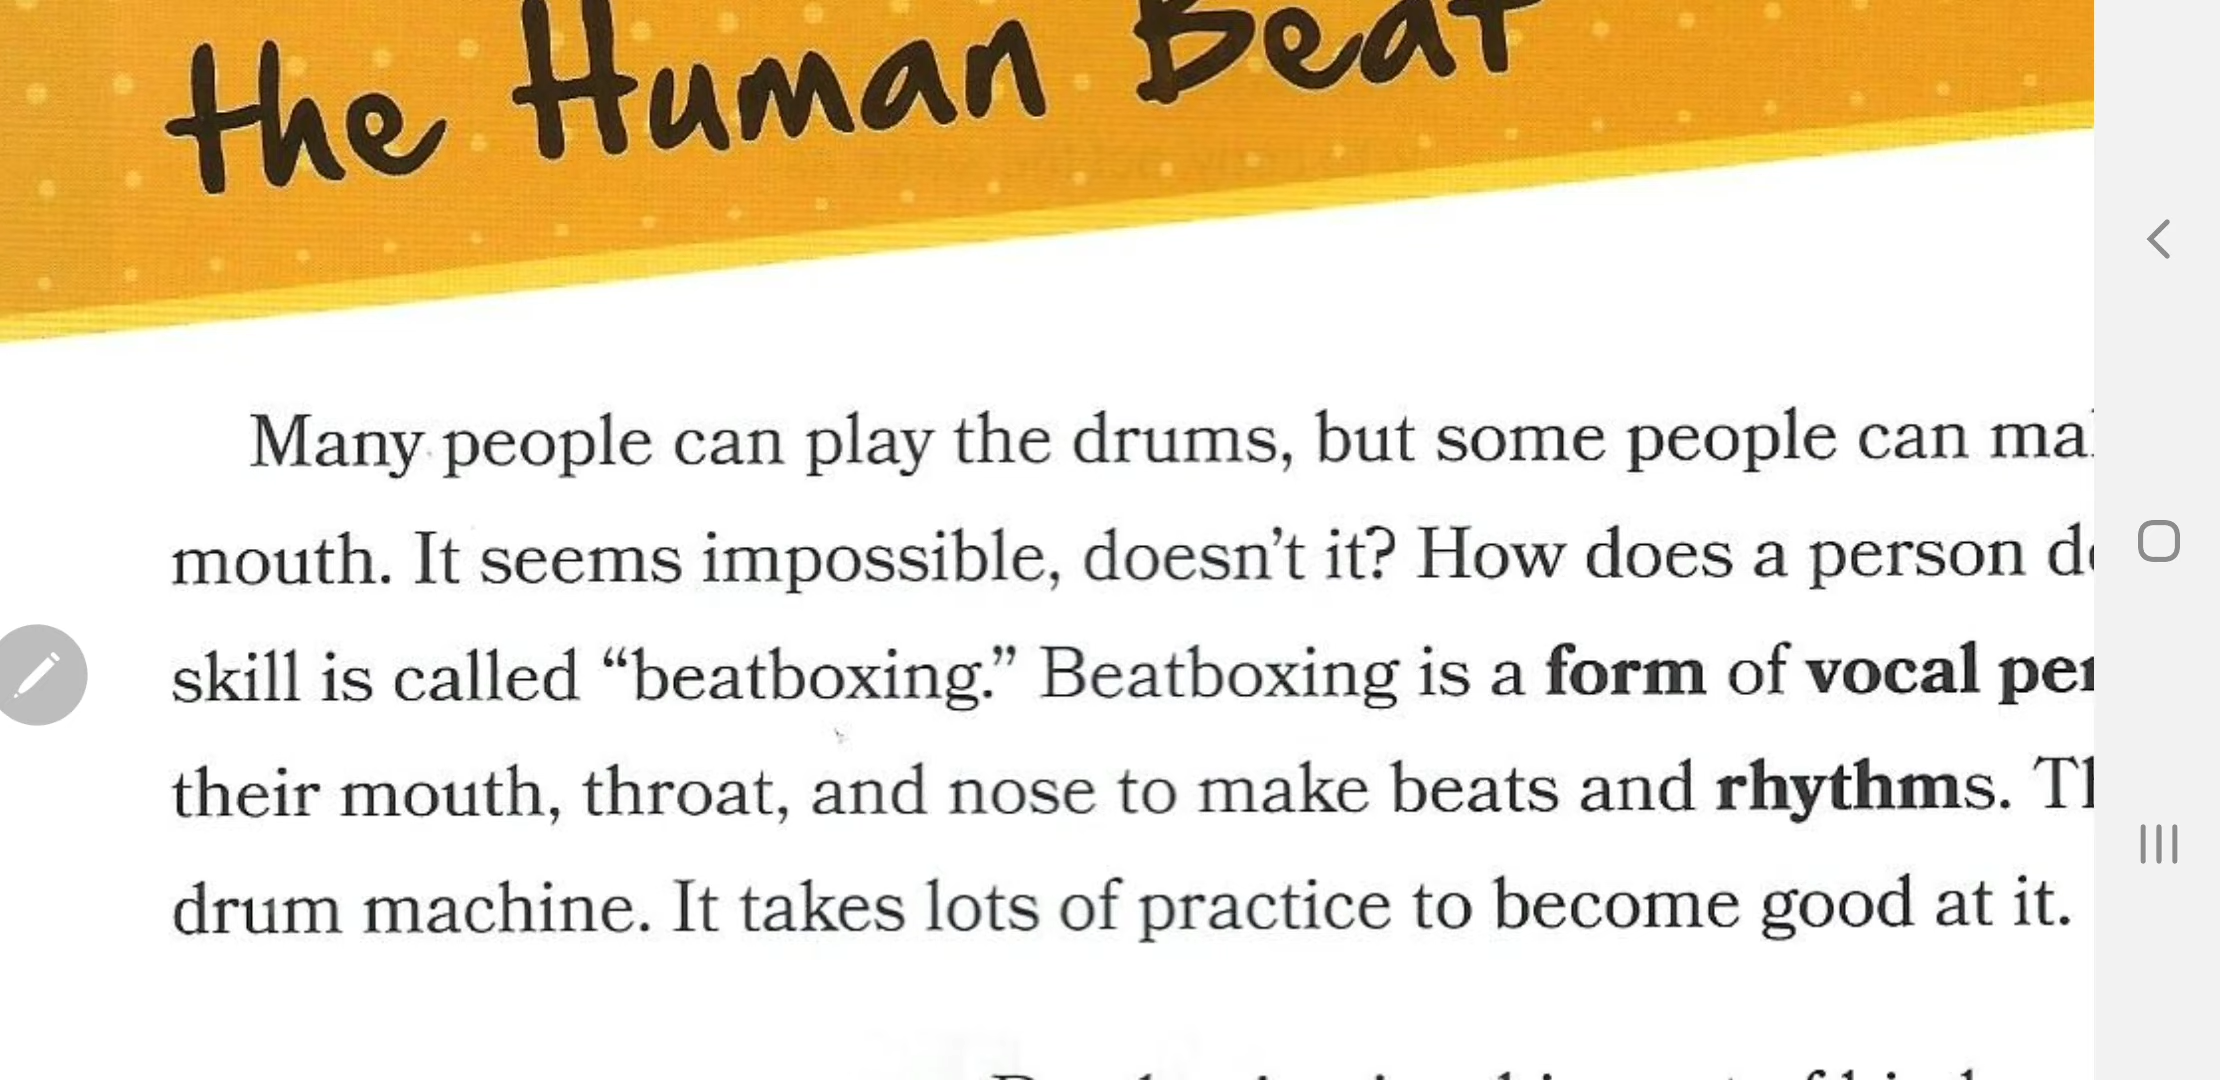 the Human Beat
Many people can play the drums, but some people can
mouth. It seems impossible, doesn't it? How does a person
skill is called “beatboxing.” Beatboxing is a form of vocal
their mouth, throat, and nose to make beats and rhythms.
drum machine. It takes lots of practice to become good at it.